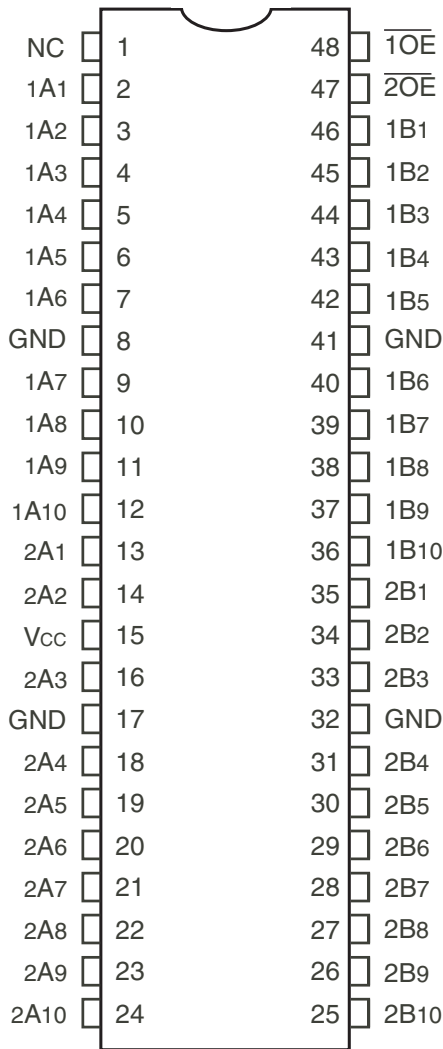 NC 1 48 1OE
1A1 2 47 2OE
1A2 3 46 1B1
1A3 4 45 1B2
1A4 5 44 1B3
1A5 6 43 1B4
1A6 7 42 1B5
GND 8 41 GND
1A7 9 40 1B6
1A8 10 39 1B7
1A9 11 38 1B8
1A10 12 37 1B9
2A1 13 36 1B10
2A2 14 35 2B1
VCC 15 34 2B2
2A3 16 33 2B3
GND 17 32 GND
2A4 18 31 2B4
2A5 19 30 2B5
2A6 20 29 2B6
2A7 21 28 2B7
2A8 22 27 2B8
2A9 23 26 2B9
2A10 24 25 2B10